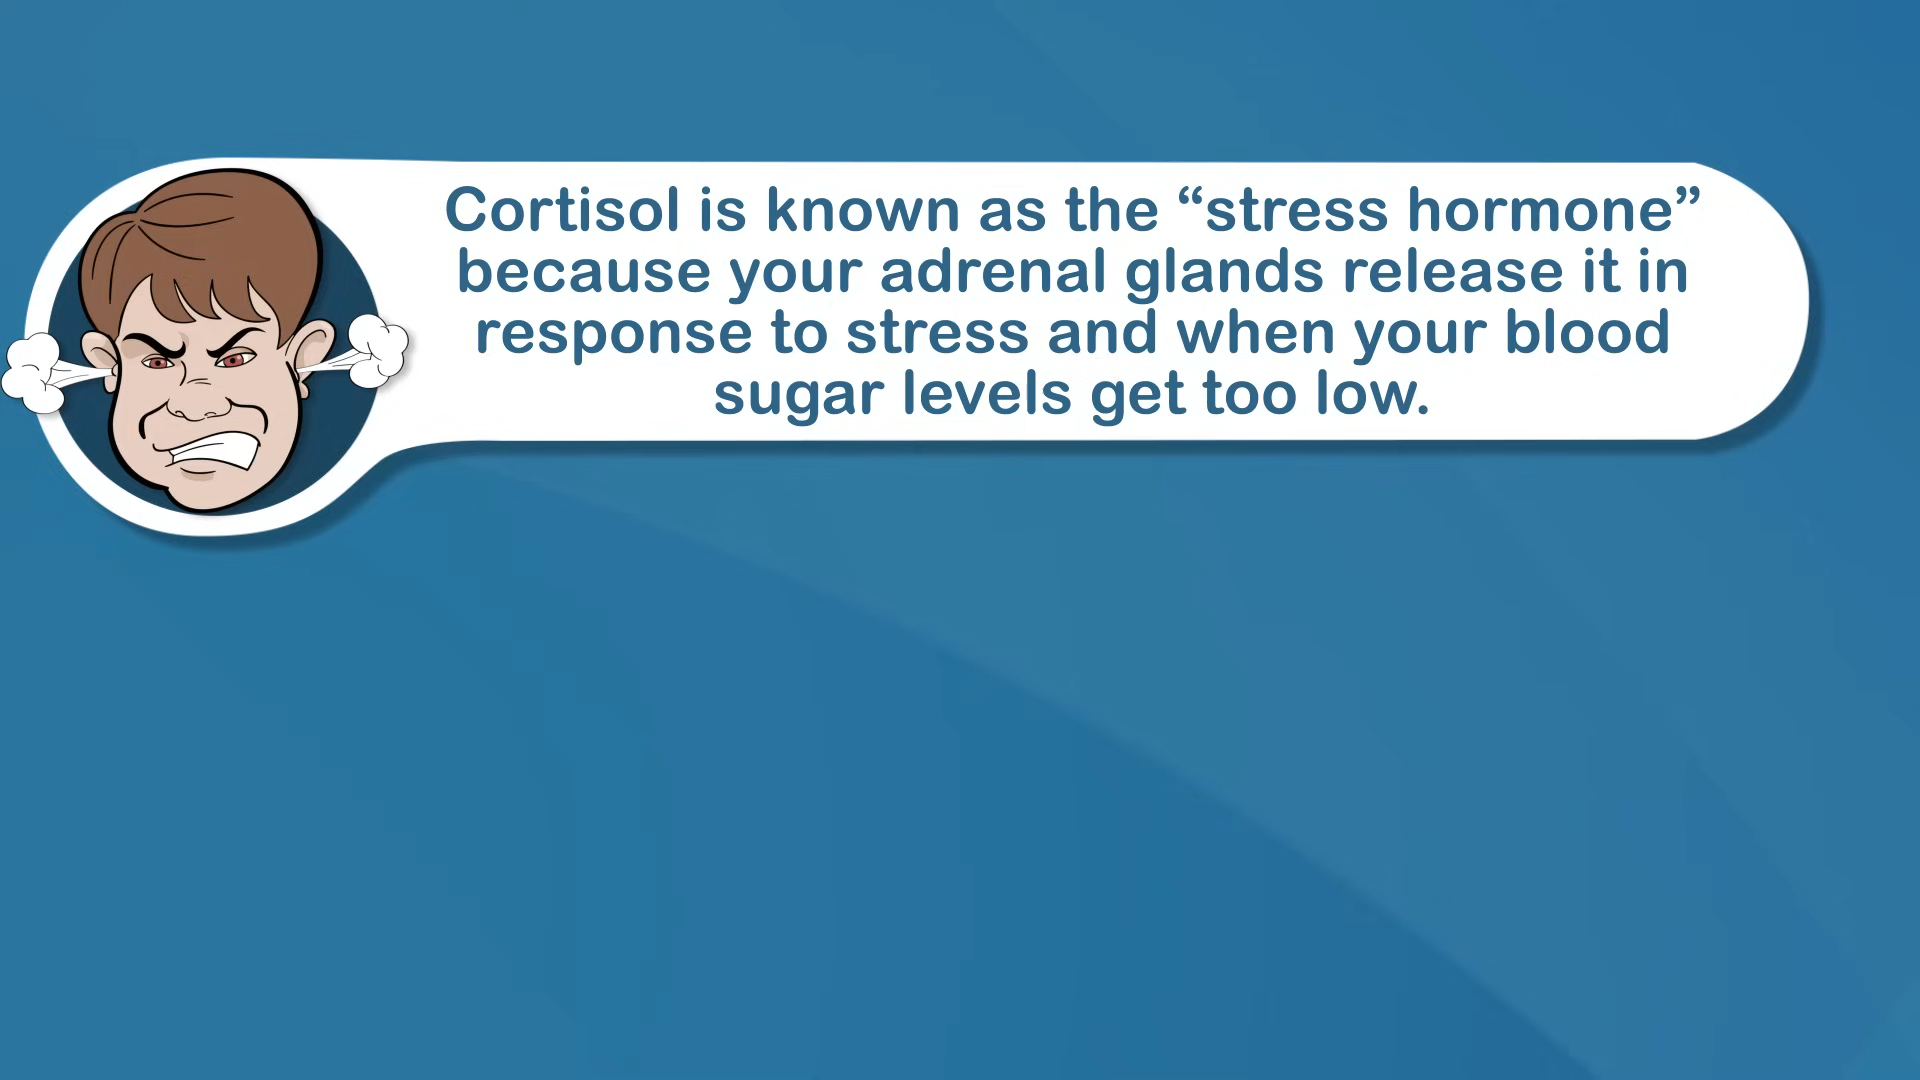 Cortisol is known as the “stress hormone”
because your adrenal glands release it in
response to stress and when your blood
sugar levels get too low.